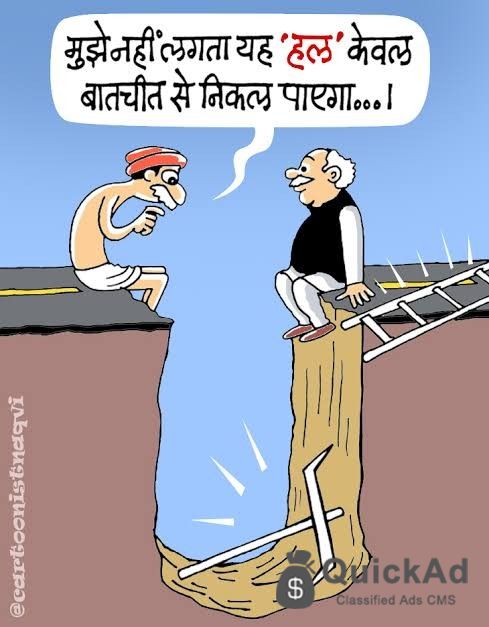 मुझे नहीं लगता यह 'हल' केवल
बातचीत से निकल पाएगा...।
@cartoonistnaqvi
$
QuickAd
Classified Ads CMS